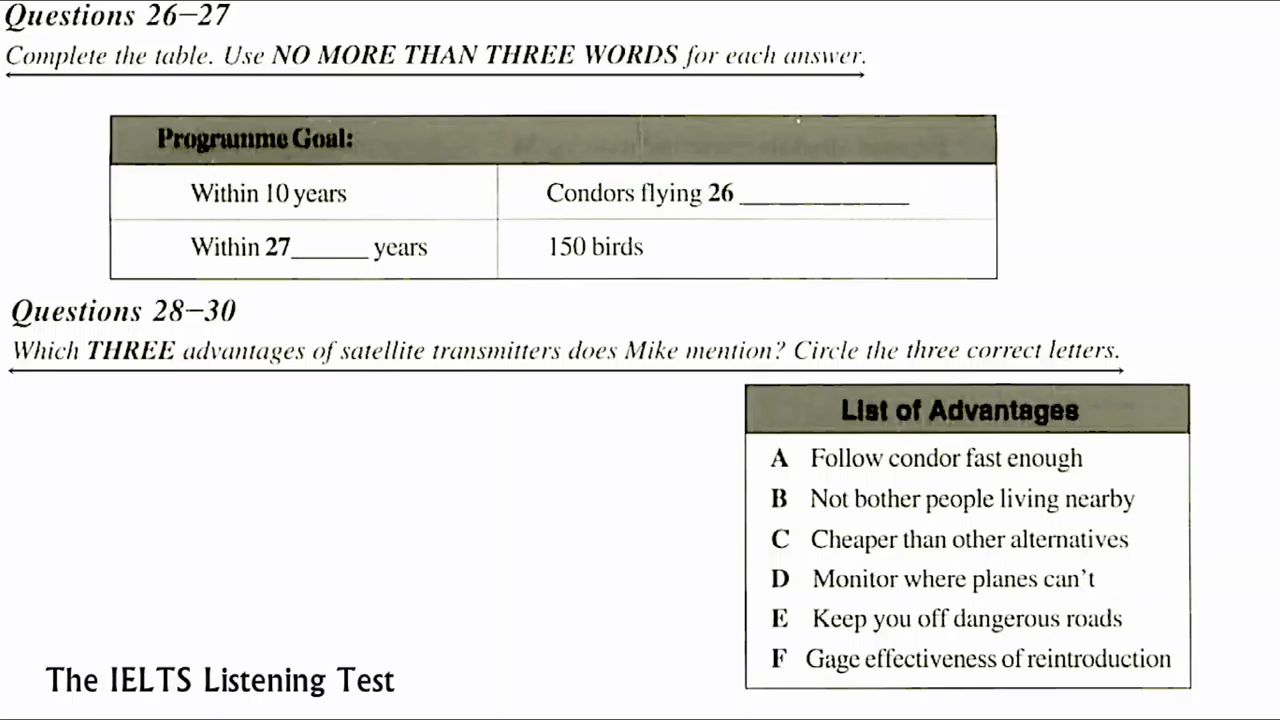 Questions 26–27
Complete the table. Use NO MORE THAN THREE WORDS for each answer.
Programme Goal:
Within 10 years
Condors flying 26 ____________
Within 27______ years
150 birds
Questions 28–30
Which THREE advantages of satellite transmitters does Mike mention? Circle the three correct letters.
List of Advantages
A Follow condor fast enough
B Not bother people living nearby
C Cheaper than other alternatives
D Monitor where planes can't
E Keep you off dangerous roads
F Gage effectiveness of reintroduction
The IELTS Listening Test